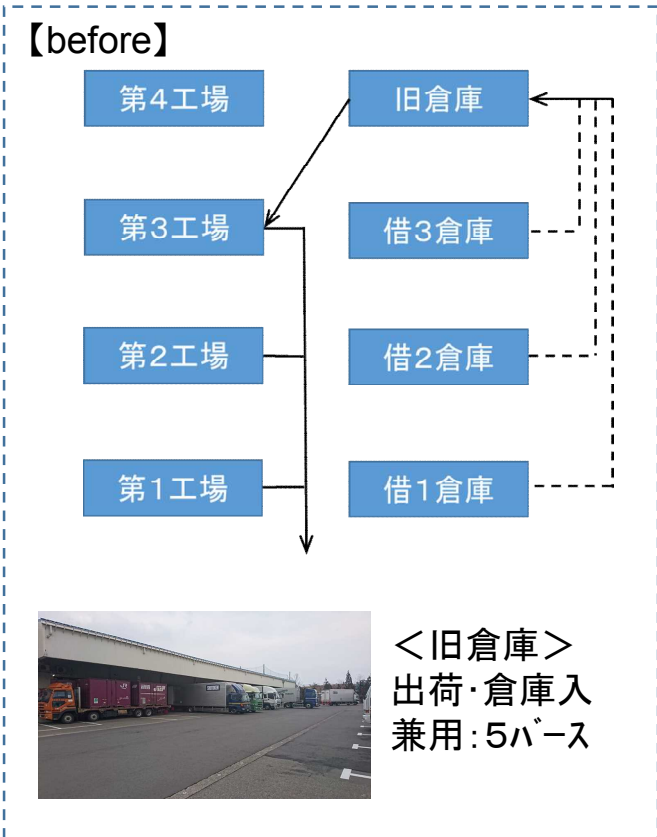 【before】
第4工場
旧倉庫
第3工場
借3倉庫
第2工場
借2倉庫
第1工場
借1倉庫
＜旧倉庫＞
出荷･倉庫入
兼用:5ﾊﾞｰｽ